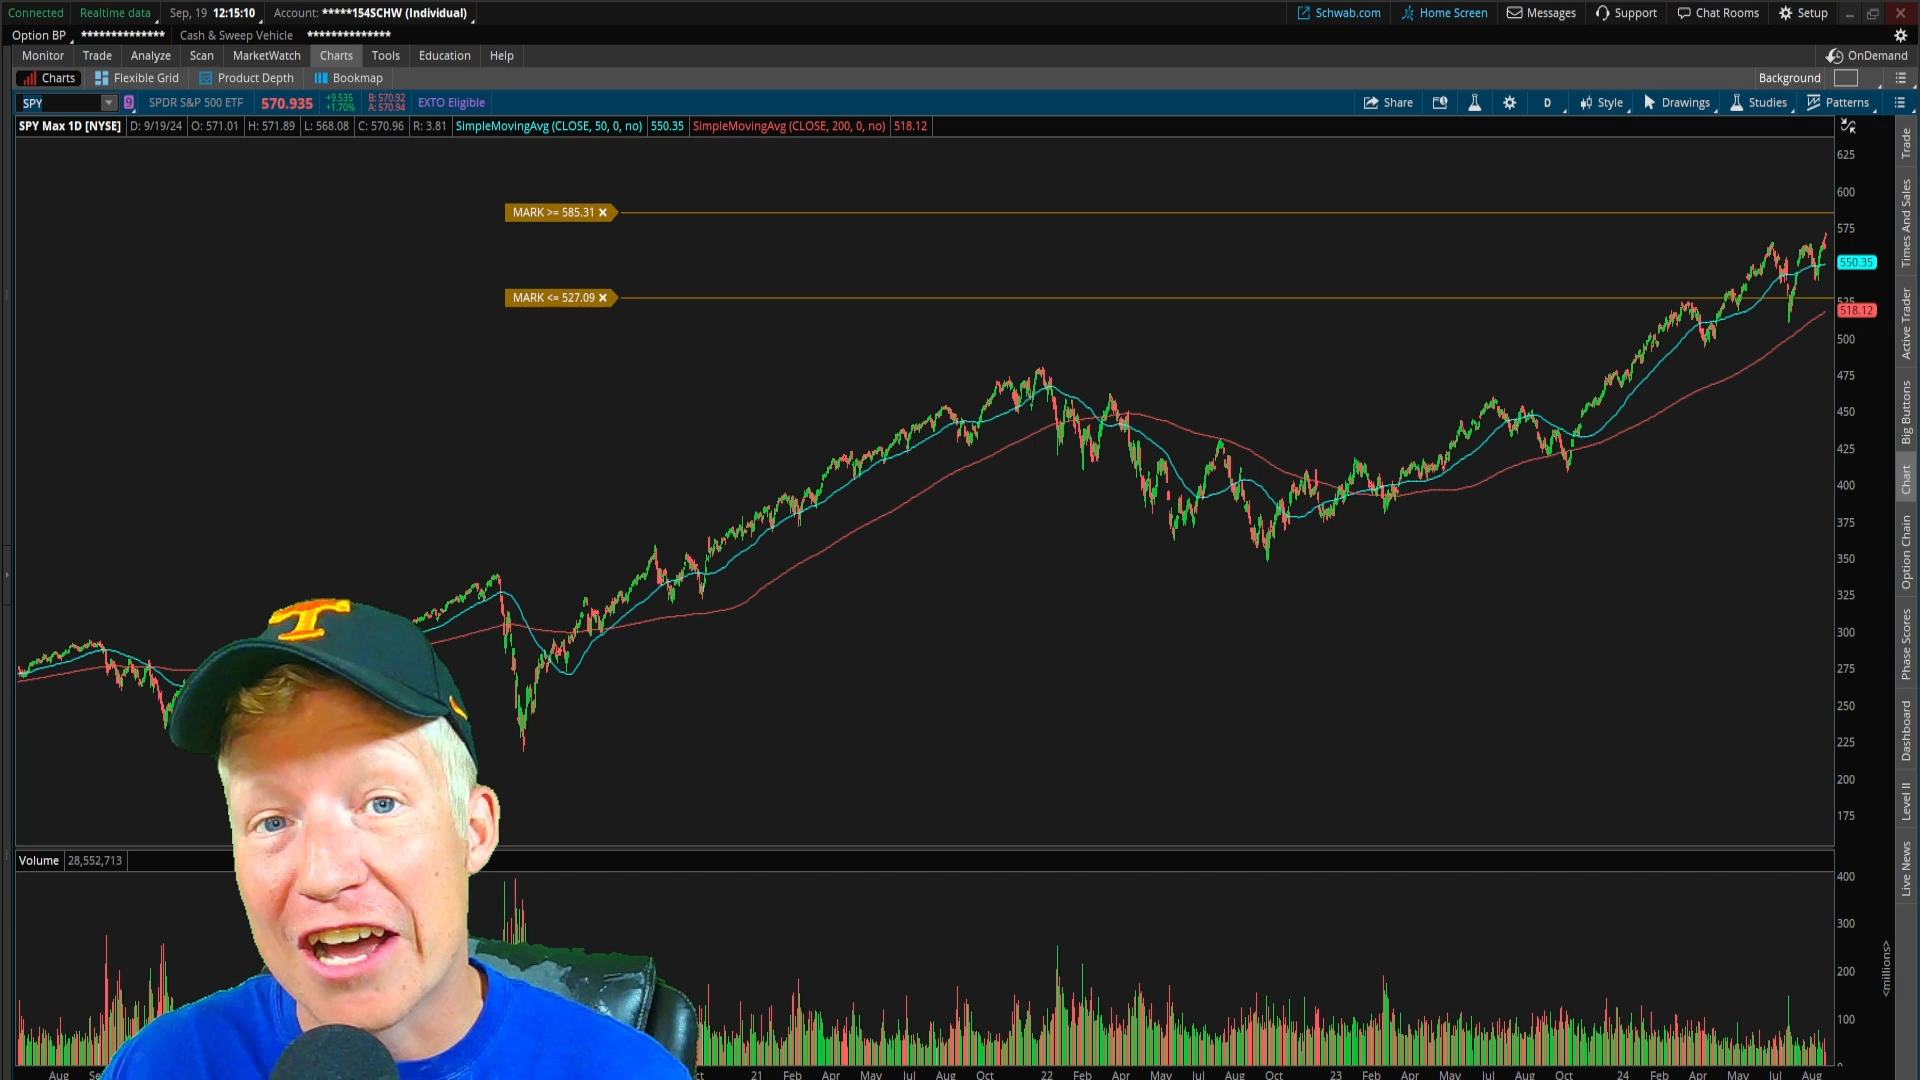 Connected Realtime data Sep, 19 12:15:10 Account: *****154SCHW (Individual) Schwab.com Home Screen Messages Support Chat Rooms Setup
Option BP ************** Cash & Sweep Vehicle **************
Monitor Trade Analyze Scan MarketWatch Charts Tools Education Help OnDemand
Charts Flexible Grid Product Depth Bookmap Background
SPY 9 SPDR S&P 500 ETF 570.935 +9.535 +1.70% B: 570.92 A: 570.94 EXTO Eligible Share D Style Drawings Studies Patterns
SPY Max 1D [NYSE] D: 9/19/24 O: 571.01 H: 571.89 L: 568.08 C: 570.96 R: 3.81 SimpleMovingAvg (CLOSE, 50, 0, no) 550.35 SimpleMovingAvg (CLOSE, 200, 0, no) 518.12
625
600
MARK >= 585.31
575
550.35
MARK <= 527.09
525
518.12
500
475
450
425
400
375
350
325
300
275
250
225
200
175
Trade
Times And Sales
Active Trader
Big Buttons
Chart
Option Chain
Phase Scores
Dashboard
Level II
Live News
T
Volume 28,552,713
400
300
200
100
0
<millions>
Aug 21 Feb Apr May Jul Aug Oct 22 Feb Apr May Jul Aug Oct 23 Feb Apr May Jul Aug Oct 24 Feb Apr May Jul Aug